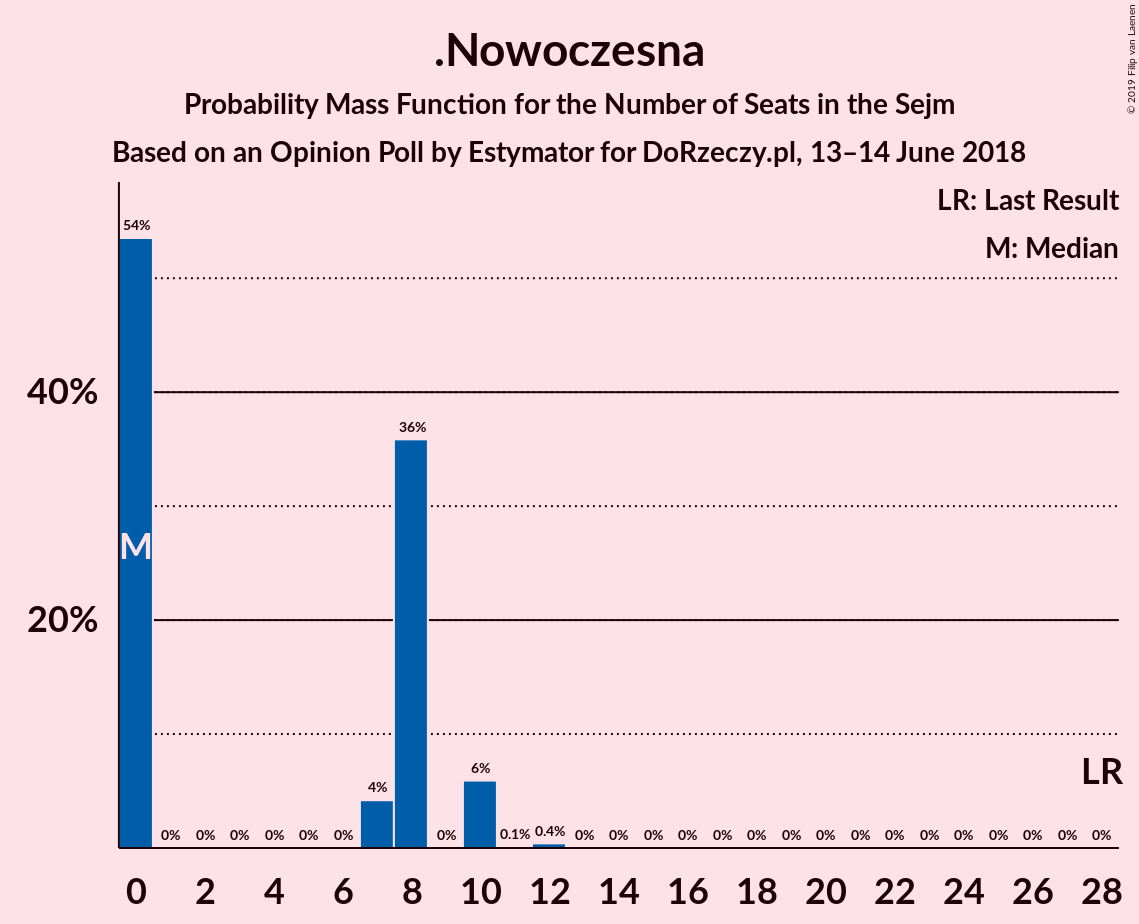 .Nowoczesna
Probability Mass Function for the Number of Seats in the Sejm
Based on an Opinion Poll by Estymator for DoRzeczy.pl, 13–14 June 2018
© 2019 Filip van Laenen
LR: Last Result
M: Median
54%
40%
36%
M
20%
LR
6%
4%
0% 0% 0% 0% 0% 0% 0% 0.1% 0.4% 0% 0% 0% 0% 0% 0% 0% 0% 0% 0% 0% 0% 0% 0% 0% 0%
0 2 4 6 8 10 12 14 16 18 20 22 24 26 28